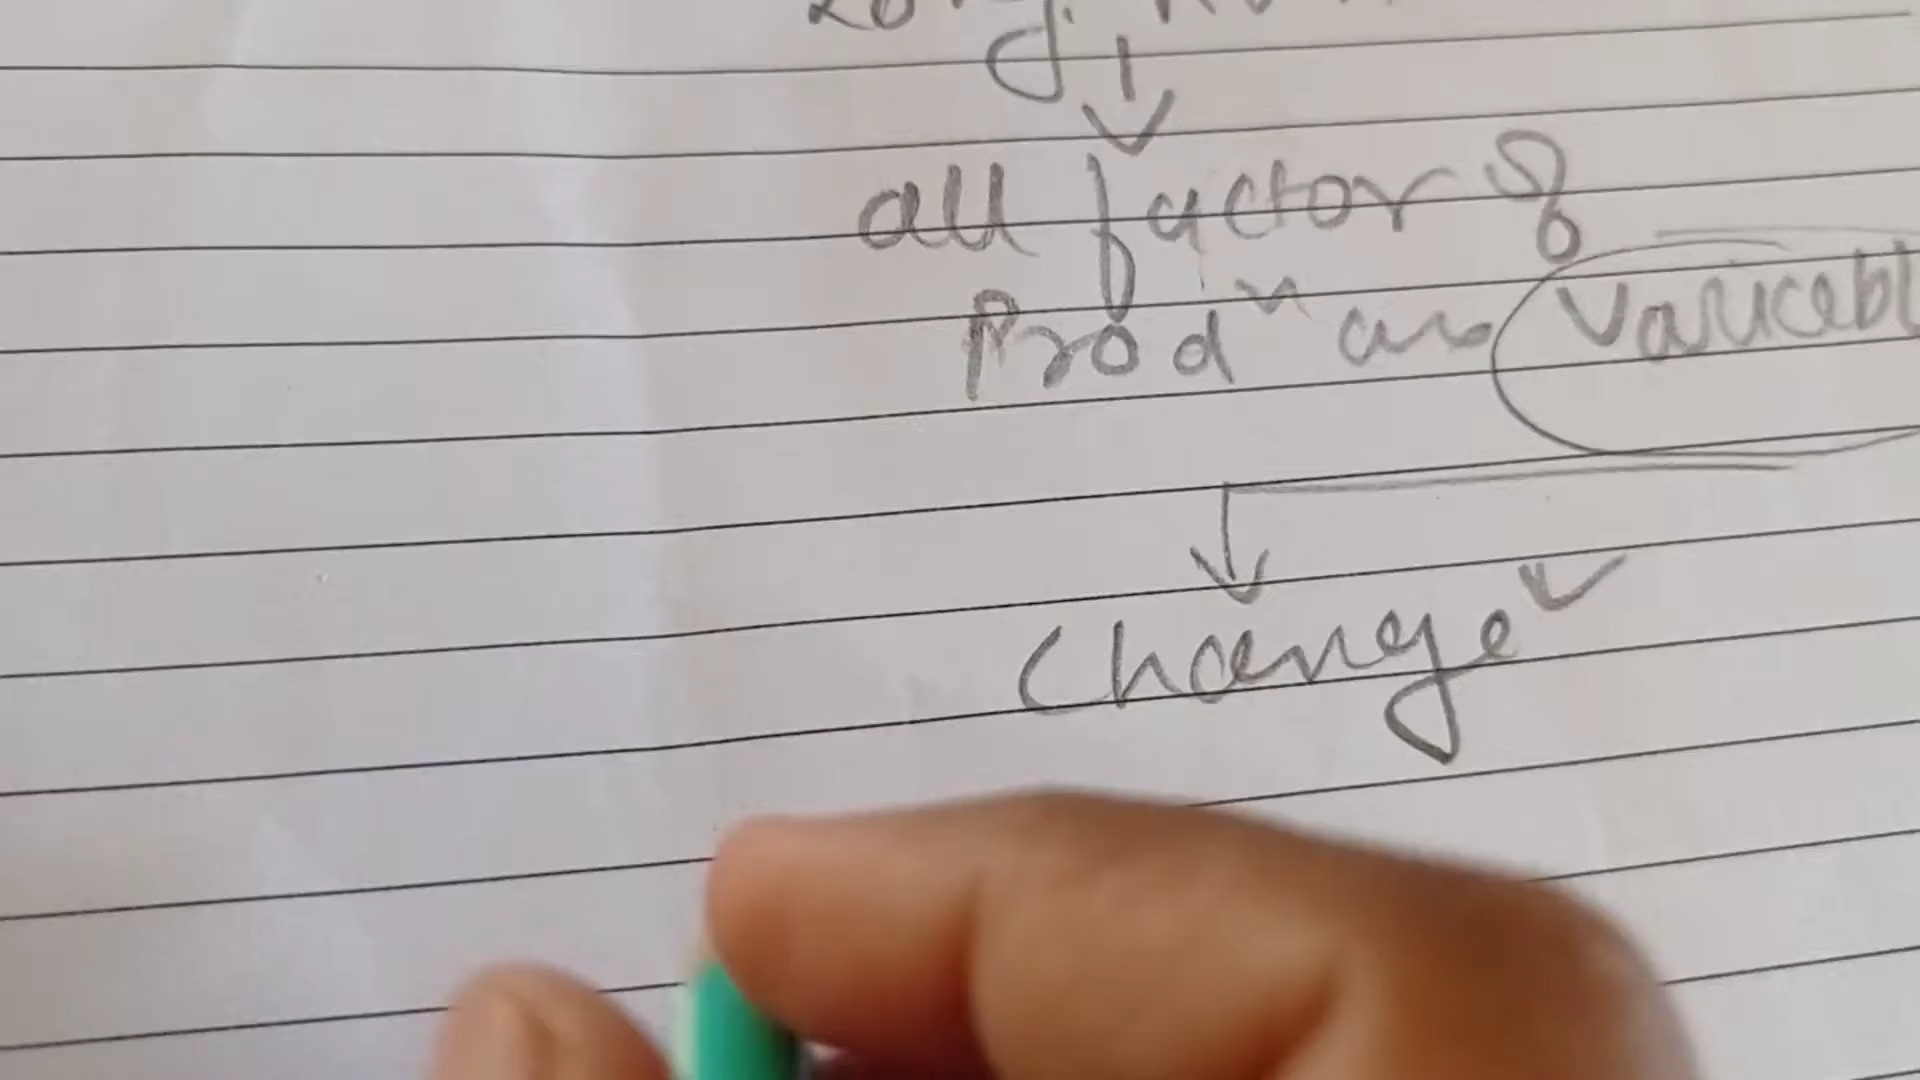 all factor of
Prodⁿ are variabl
change